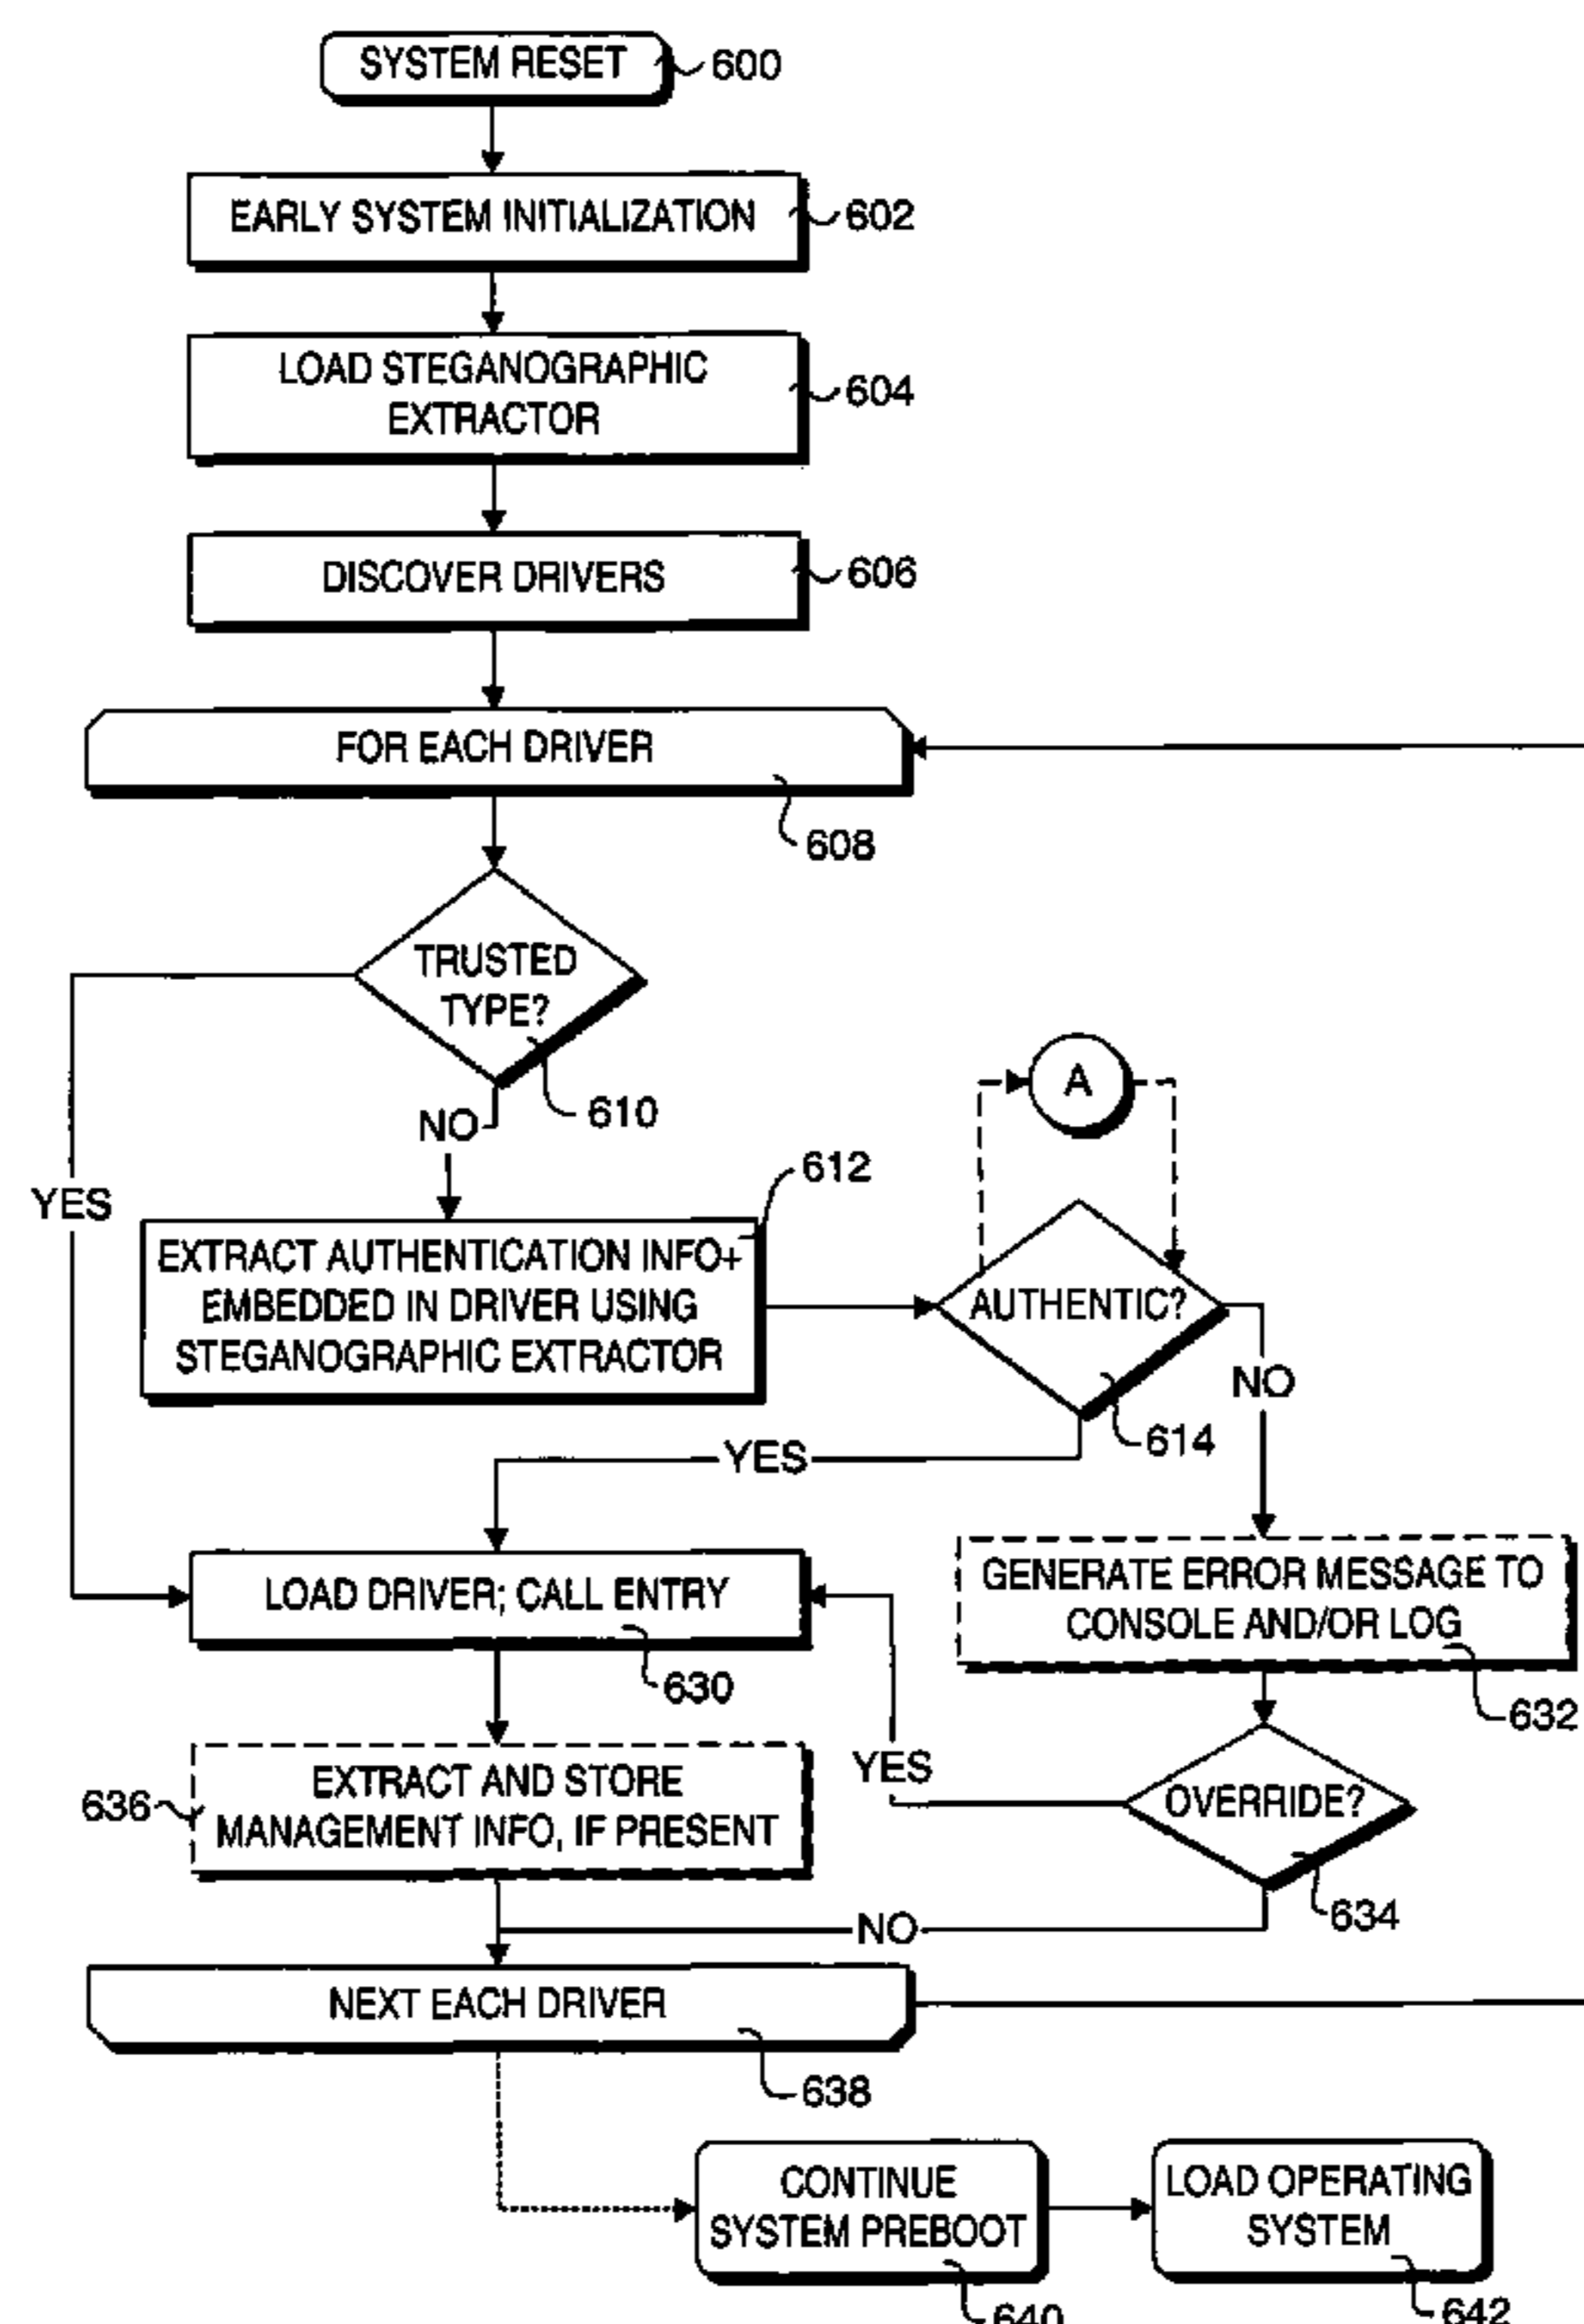 SYSTEM RESET
600
EARLY SYSTEM INITIALIZATION
602
LOAD STEGANOGRAPHIC
EXTRACTOR
604
DISCOVER DRIVERS
606
FOR EACH DRIVER
608
TRUSTED
TYPE?
610
NO
YES
A
612
EXTRACT AUTHENTICATION INFO+
EMBEDDED IN DRIVER USING
STEGANOGRAPHIC EXTRACTOR
AUTHENTIC?
NO
614
YES
LOAD DRIVER; CALL ENTRY
630
GENERATE ERROR MESSAGE TO
CONSOLE AND/OR LOG
632
EXTRACT AND STORE
MANAGEMENT INFO, IF PRESENT
636
YES
OVERRIDE?
634
NO
NEXT EACH DRIVER
638
CONTINUE
SYSTEM PREBOOT
640
LOAD OPERATING
SYSTEM
642